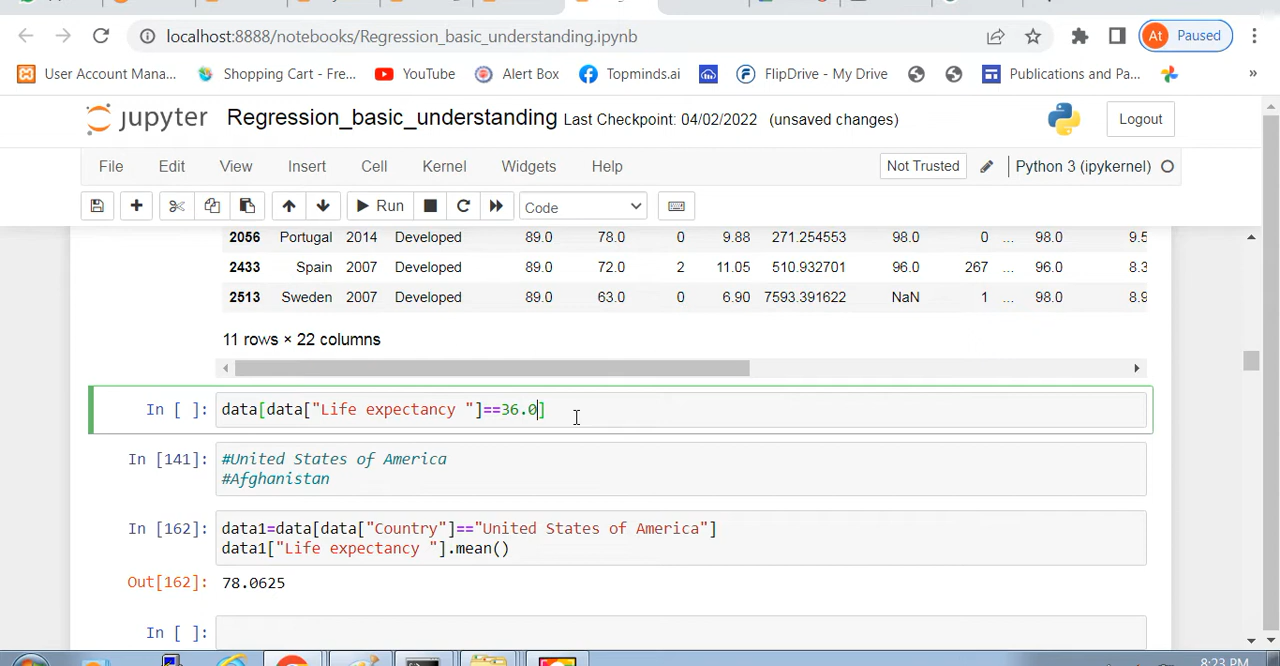 localhost:8888/notebooks/Regression_basic_understanding.ipynb
At Paused
User Account Mana... Shopping Cart - Fre... YouTube Alert Box Topminds.ai FlipDrive - My Drive Publications and Pa... »
jupyter Regression_basic_understanding Last Checkpoint: 04/02/2022 (unsaved changes) Logout
File Edit View Insert Cell Kernel Widgets Help Not Trusted Python 3 (ipykernel)
Run Code
2056 Portugal 2014 Developed 89.0 78.0 0 9.88 271.254553 98.0 0 ... 98.0 9.5
2433 Spain 2007 Developed 89.0 72.0 2 11.05 510.932701 96.0 267 ... 96.0 8.3
2513 Sweden 2007 Developed 89.0 63.0 0 6.90 7593.391622 NaN 1 ... 98.0 8.9
11 rows × 22 columns
In [ ]: data[data["Life expectancy "]==36.0]
In [141]: #United States of America
#Afghanistan
In [162]: data1=data[data["Country"]=="United States of America"]
data1["Life expectancy "].mean()
Out[162]: 78.0625
In [ ]:
8:23 PM